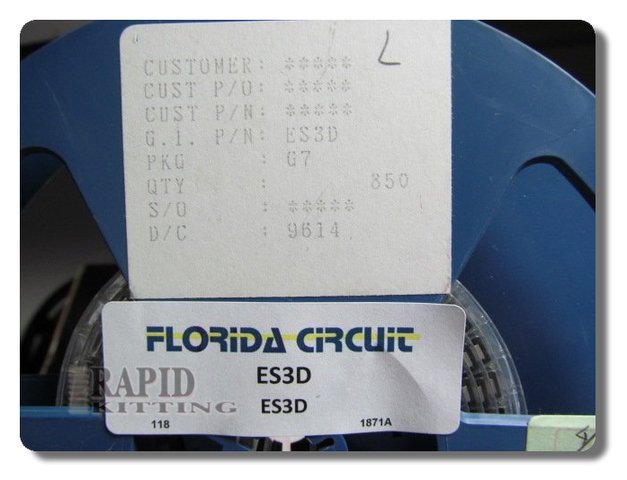 L
CUSTOMER: *****
CUST P/O: *****
CUST P/N: *****
G.I. P/N: ES3D
PKG : G7
QTY : 850
S/O : *****
D/C : 9614
FLORIDA CIRCUIT
ES3D
RAPID
KITTING
ES3D
118 1871A